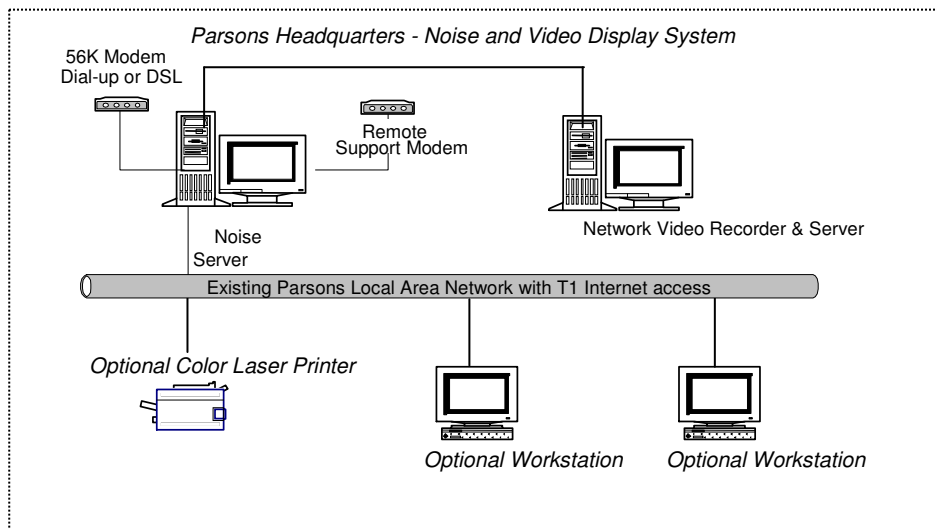 Parsons Headquarters - Noise and Video Display System
56K Modem
Dial-up or DSL
Remote
Support Modem
Noise
Server
Network Video Recorder & Server
Existing Parsons Local Area Network with T1 Internet access
Optional Color Laser Printer
Optional Workstation
Optional Workstation